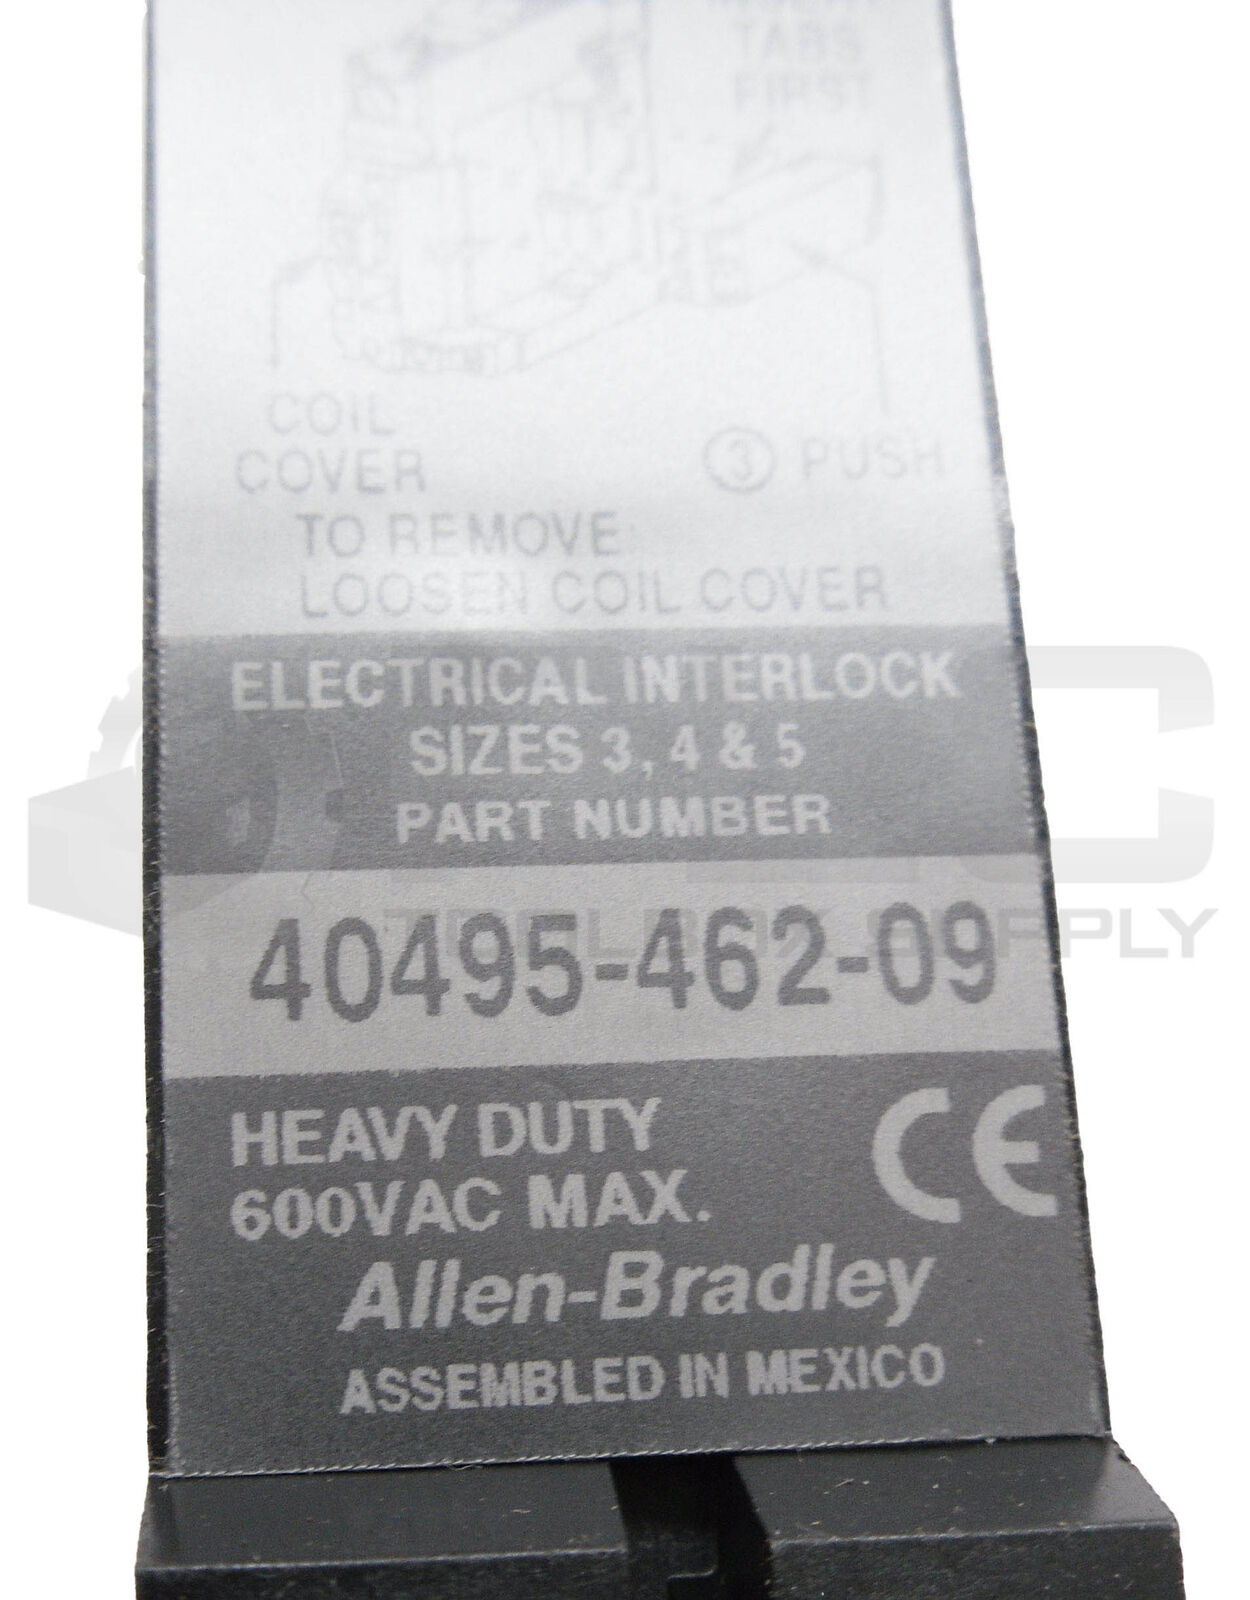 TABS
FIRST
COIL
COVER
③ PUSH
TO REMOVE
LOOSEN COIL COVER
ELECTRICAL INTERLOCK
SIZES 3, 4 & 5
PART NUMBER
40495-462-09
HEAVY DUTY
600VAC MAX.
CE
Allen-Bradley
ASSEMBLED IN MEXICO
SUPPLY